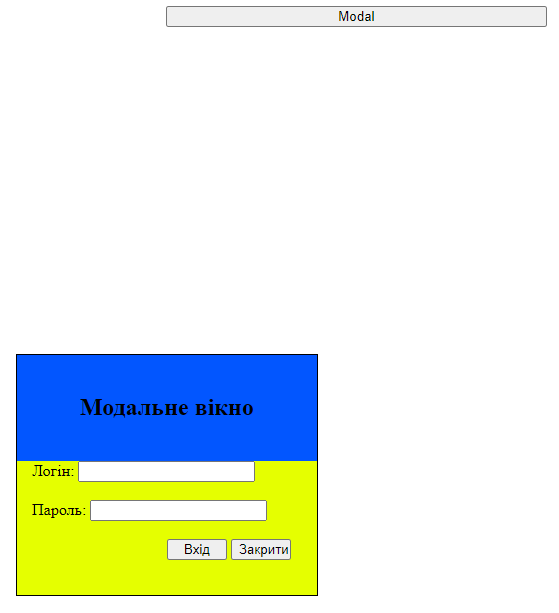 Modal
Модальне вікно
Логін:
Пароль:
Вхід Закрити